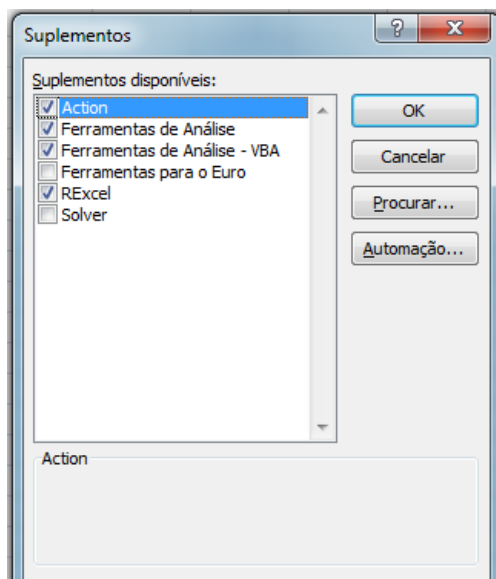 Suplementos
?
X
Suplementos disponíveis:
Action
Ferramentas de Análise
Ferramentas de Análise - VBA
Ferramentas para o Euro
RExcel
Solver
OK
Cancelar
Procurar...
Automação...
Action